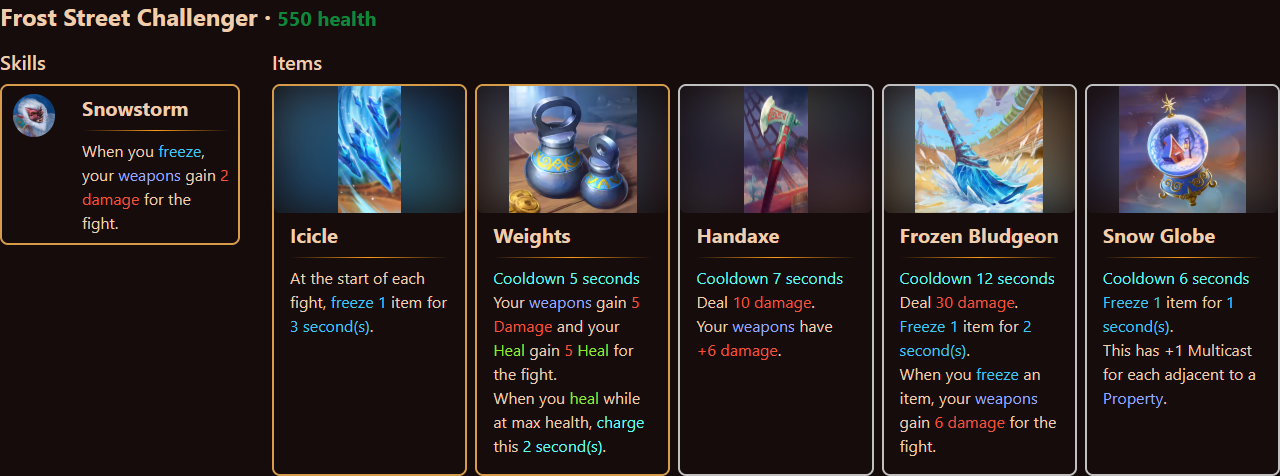 Frost Street Challenger · 550 health
Skills
Snowstorm
When you freeze,
your weapons gain 2
damage for the
fight.
Items
Icicle
At the start of each
fight, freeze 1 item for
3 second(s).
Weights
Cooldown 5 seconds
Your weapons gain 5
Damage and your
Heal gain 5 Heal for
the fight.
When you heal while
at max health, charge
this 2 second(s).
Handaxe
Cooldown 7 seconds
Deal 10 damage.
Your weapons have
+6 damage.
Frozen Bludgeon
Cooldown 12 seconds
Deal 30 damage.
Freeze 1 item for 2
second(s).
When you freeze an
item, your weapons
gain 6 damage for the
fight.
Snow Globe
Cooldown 6 seconds
Freeze 1 item for 1
second(s).
This has +1 Multicast
for each adjacent to a
Property.